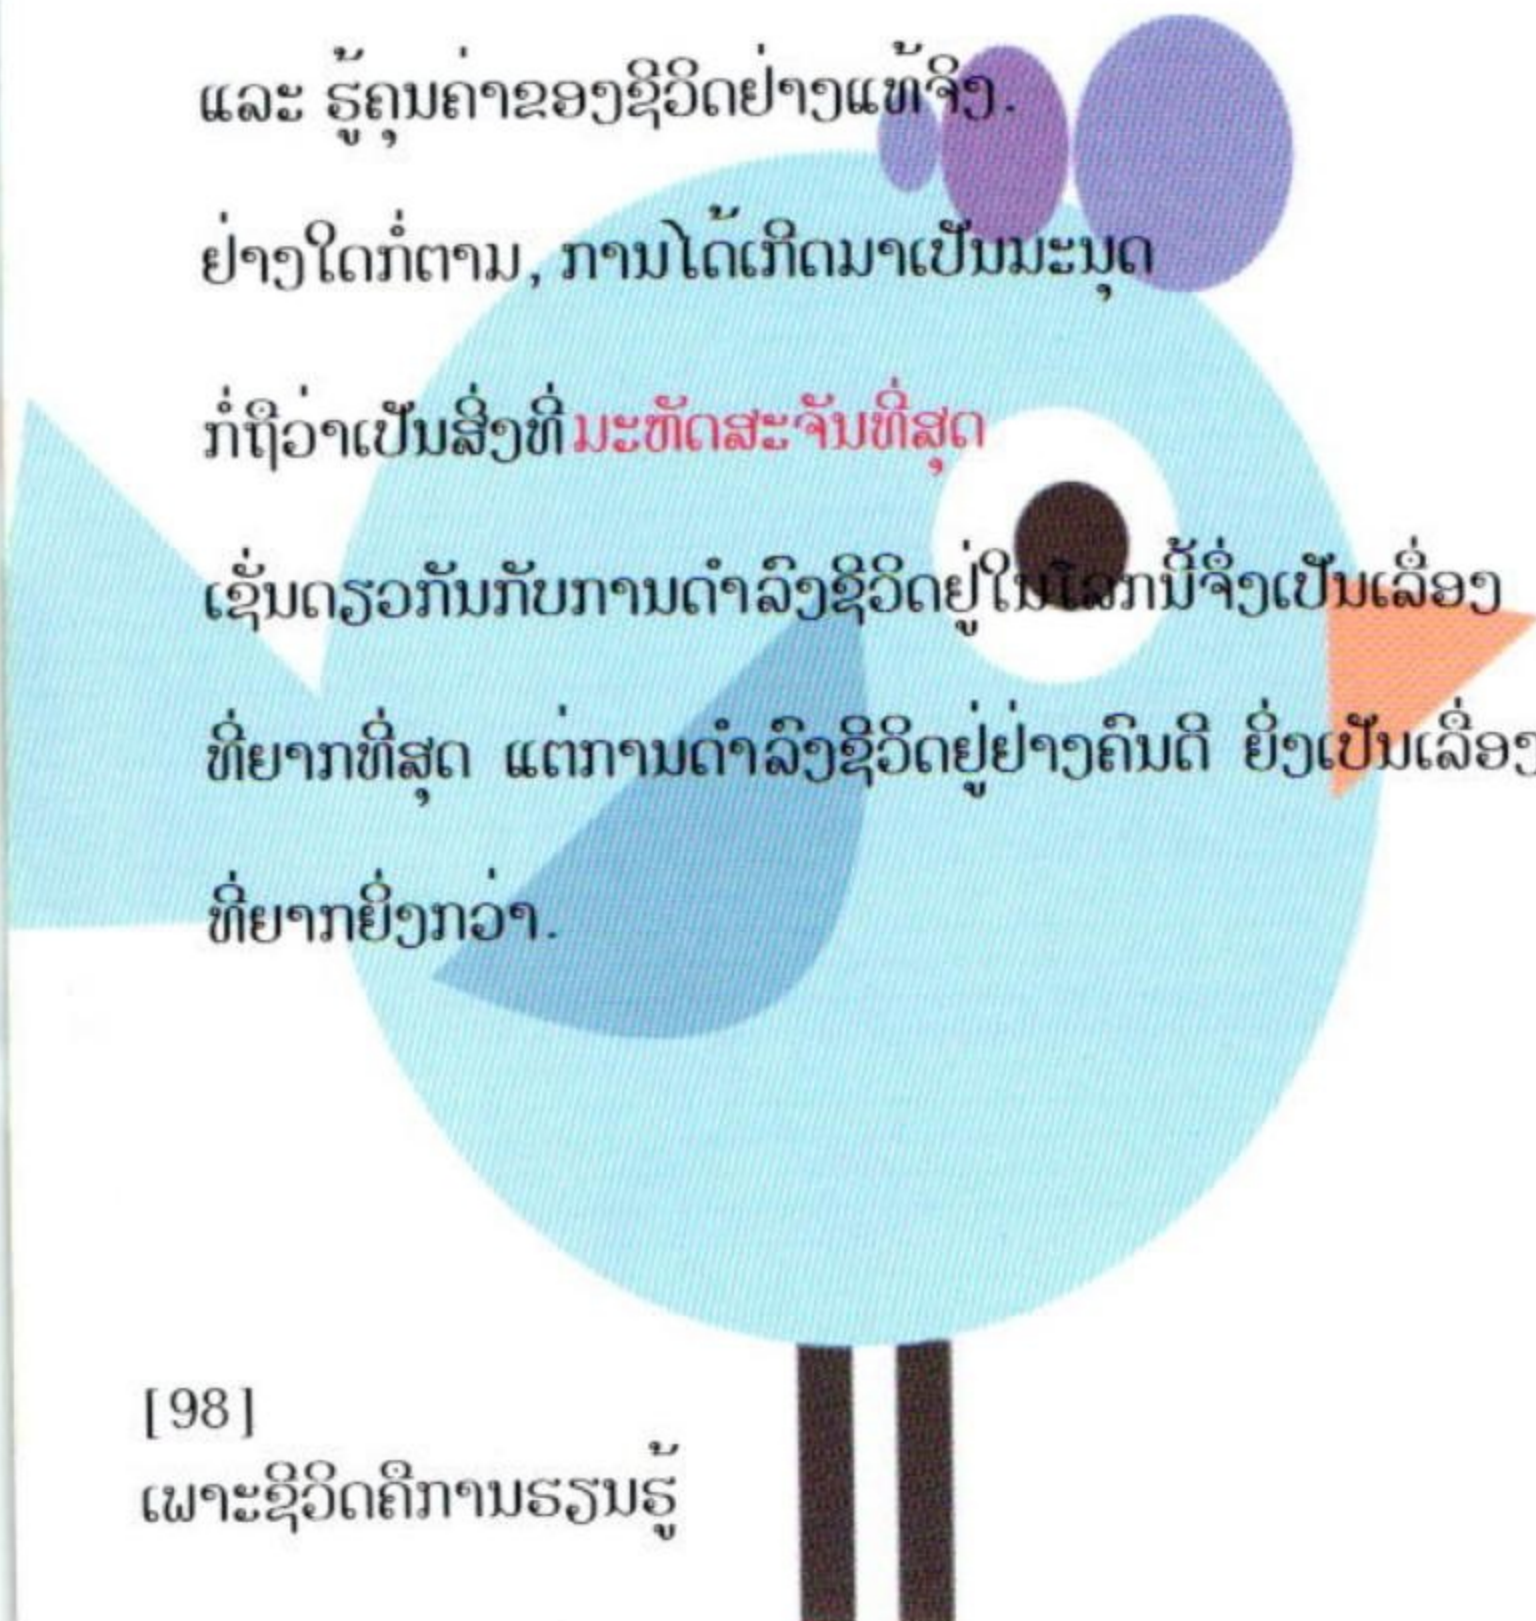 ແລະ ຮູ້ຄຸນຄ່າຂອງຊີວິດຢ່າງແທ້ຈິງ.
ຢ່າງໃດກໍ່ຕາມ, ການໄດ້ເກີດມາເປັນມະນຸດ
ກໍ່ຖືວ່າເປັນສິ່ງທີ່ມະຫັດສະຈັນທີ່ສຸດ
ເຊັ່ນດຽວກັນກັບການດຳລົງຊີວິດຢູ່ໃນໂລກນີ້ຈຶ່ງເປັນເລື່ອງ
ທີ່ຍາກທີ່ສຸດ ແຕ່ການດຳລົງຊີວິດຢູ່ຢ່າງຄົນດີ ຍິ່ງເປັນເລື່ອງ
ທີ່ຍາກຍິ່ງກວ່າ.
[98]
ເພາະຊີວິດຄືການຮຽນຮູ້